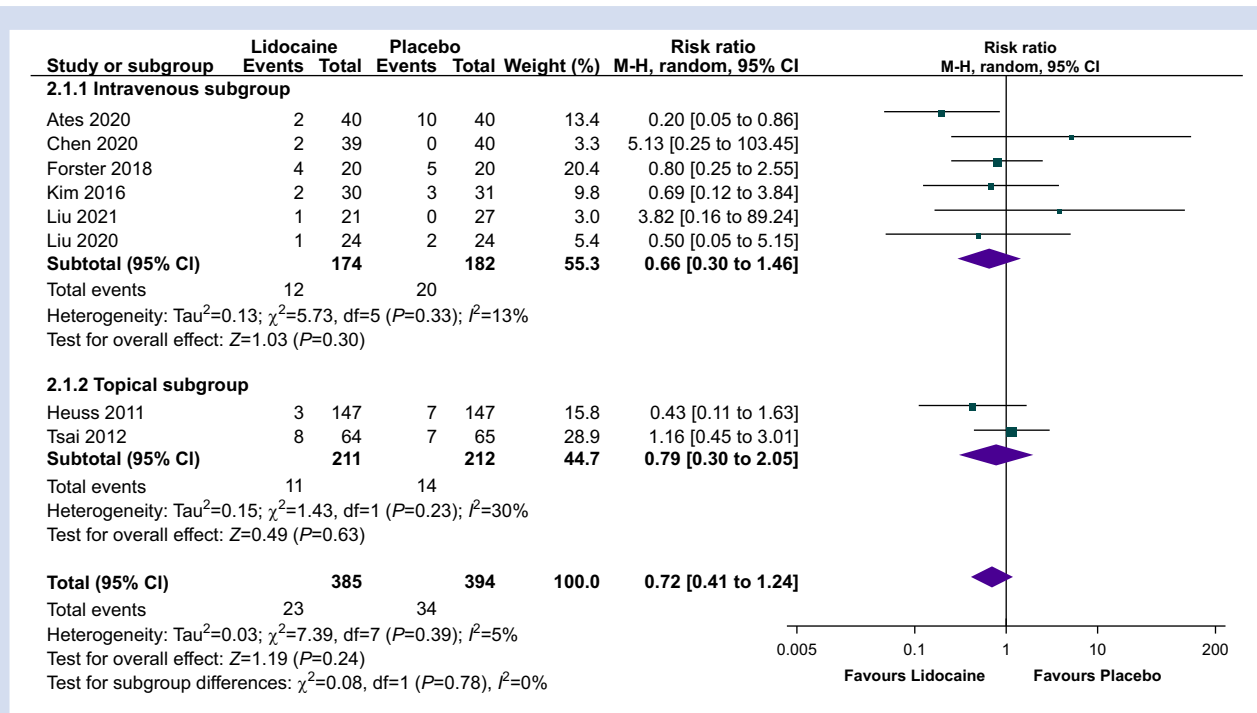 Lidocaine Placebo Risk ratio Risk ratio
Study or subgroup Events Total Events Total Weight (%) M-H, random, 95% CI M-H, random, 95% CI
2.1.1 Intravenous subgroup
Ates 2020 2 40 10 40 13.4 0.20 [0.05 to 0.86]
Chen 2020 2 39 0 40 3.3 5.13 [0.25 to 103.45]
Forster 2018 4 20 5 20 20.4 0.80 [0.25 to 2.55]
Kim 2016 2 30 3 31 9.8 0.69 [0.12 to 3.84]
Liu 2021 1 21 0 27 3.0 3.82 [0.16 to 89.24]
Liu 2020 1 24 2 24 5.4 0.50 [0.05 to 5.15]
Subtotal (95% CI) 174 182 55.3 0.66 [0.30 to 1.46]
Total events 12 20
Heterogeneity: Tau²=0.13; χ²=5.73, df=5 (P=0.33); I²=13%
Test for overall effect: Z=1.03 (P=0.30)
2.1.2 Topical subgroup
Heuss 2011 3 147 7 147 15.8 0.43 [0.11 to 1.63]
Tsai 2012 8 64 7 65 28.9 1.16 [0.45 to 3.01]
Subtotal (95% CI) 211 212 44.7 0.79 [0.30 to 2.05]
Total events 11 14
Heterogeneity: Tau²=0.15; χ²=1.43, df=1 (P=0.23); I²=30%
Test for overall effect: Z=0.49 (P=0.63)
Total (95% CI) 385 394 100.0 0.72 [0.41 to 1.24]
Total events 23 34
Heterogeneity: Tau²=0.03; χ²=7.39, df=7 (P=0.39); I²=5%
Test for overall effect: Z=1.19 (P=0.24)
Test for subgroup differences: χ²=0.08, df=1 (P=0.78), I²=0%
0.005 0.1 1 10 200
Favours Lidocaine Favours Placebo